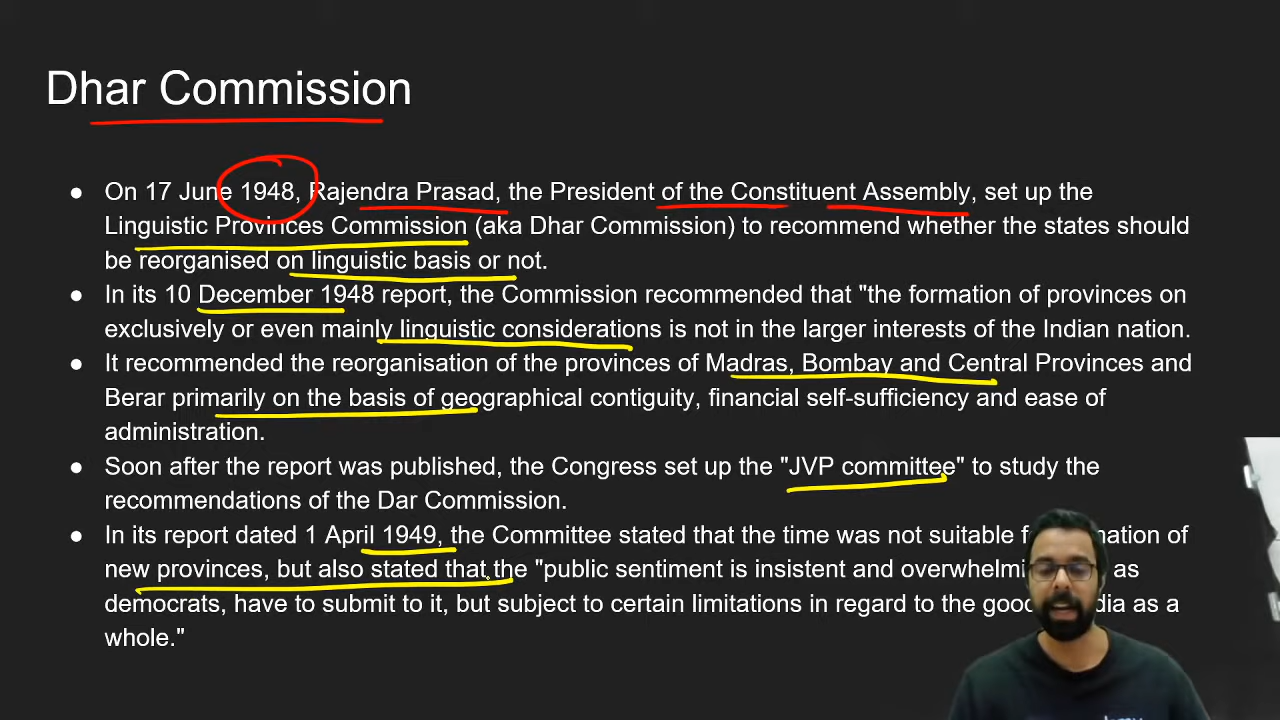 Dhar Commission
● On 17 June 1948, Rajendra Prasad, the President of the Constituent Assembly, set up the
Linguistic Provinces Commission (aka Dhar Commission) to recommend whether the states should
be reorganised on linguistic basis or not.
● In its 10 December 1948 report, the Commission recommended that "the formation of provinces on
exclusively or even mainly linguistic considerations is not in the larger interests of the Indian nation.
● It recommended the reorganisation of the provinces of Madras, Bombay and Central Provinces and
Berar primarily on the basis of geographical contiguity, financial self-sufficiency and ease of
administration.
● Soon after the report was published, the Congress set up the "JVP committee" to study the
recommendations of the Dar Commission.
● In its report dated 1 April 1949, the Committee stated that the time was not suitable of
new provinces, but also stated that the "public sentiment is insistent and as
democrats, have to submit to it, but subject to certain limitations in regard to the as a
whole."